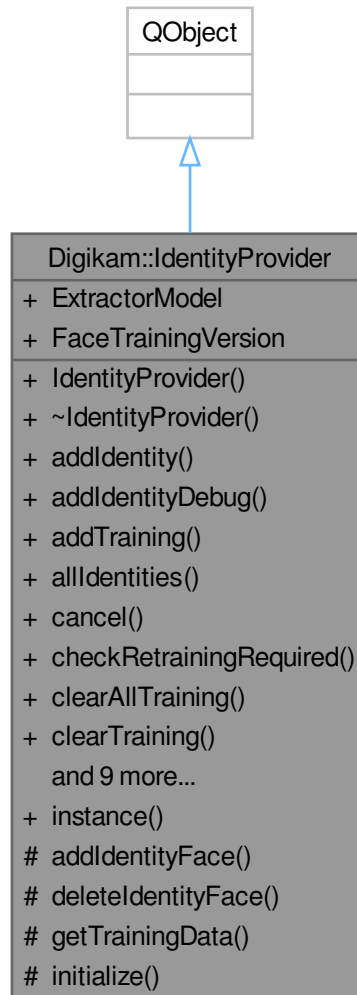 QObject
Digikam::IdentityProvider
+ ExtractorModel
+ FaceTrainingVersion
+ IdentityProvider()
+ ~IdentityProvider()
+ addIdentity()
+ addIdentityDebug()
+ addTraining()
+ allIdentities()
+ cancel()
+ checkRetrainingRequired()
+ clearAllTraining()
+ clearTraining()
and 9 more...
+ instance()
# addIdentityFace()
# deleteIdentityFace()
# getTrainingData()
# initialize()